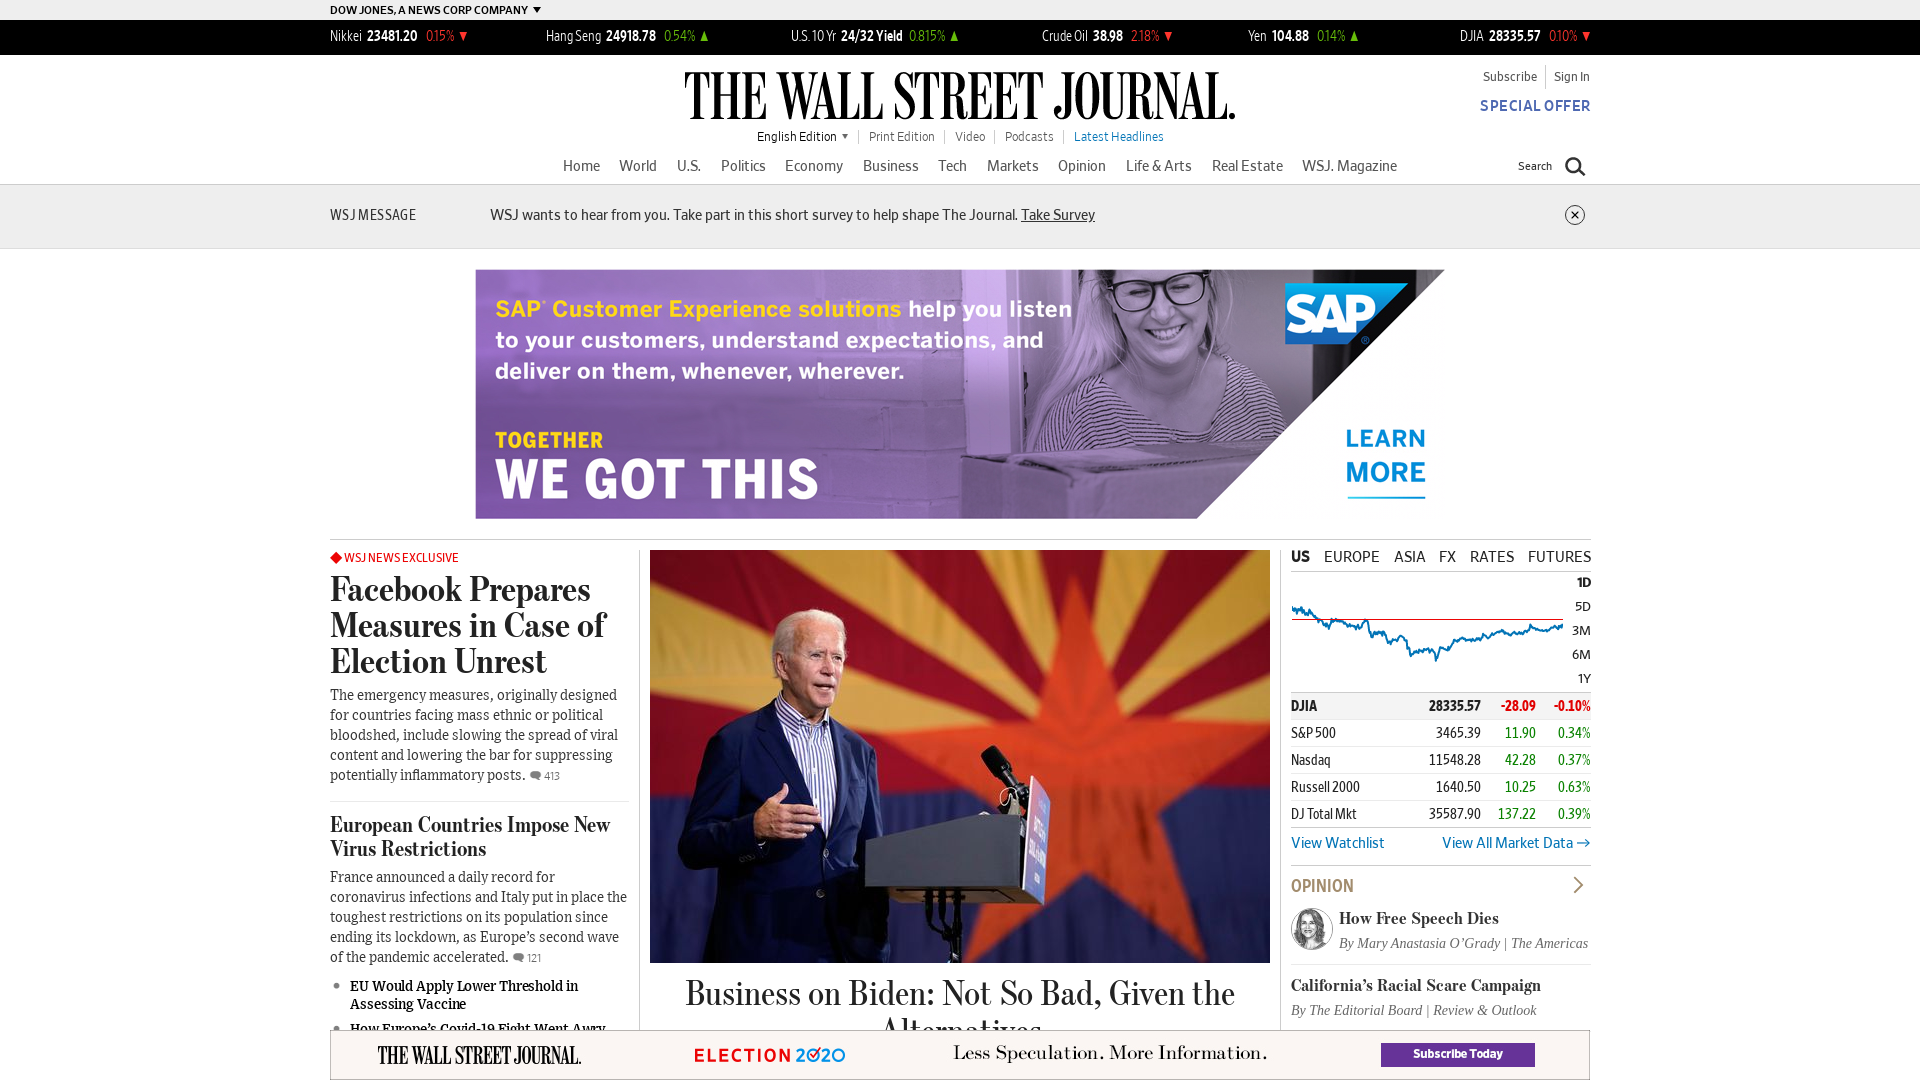 DOW JONES, A NEWS CORP COMPANY
Nikkei 23481.20 0.15% Hang Seng 24918.78 0.54% U.S. 10 Yr 24/32 Yield 0.815% Crude Oil 38.98 2.18% Yen 104.88 0.14% DJIA 28335.57 0.10%
THE WALL STREET JOURNAL.
Subscribe Sign In
SPECIAL OFFER
English Edition Print Edition Video Podcasts Latest Headlines
Home World U.S. Politics Economy Business Tech Markets Opinion Life & Arts Real Estate WSJ. Magazine Search
WSJ MESSAGE WSJ wants to hear from you. Take part in this short survey to help shape The Journal. Take Survey
SAP® Customer Experience solutions help you listen
to your customers, understand expectations, and
deliver on them, whenever, wherever.
TOGETHER
WE GOT THIS
SAP®
LEARN
MORE
WSJ NEWS EXCLUSIVE
Facebook Prepares
Measures in Case of
Election Unrest
The emergency measures, originally designed
for countries facing mass ethnic or political
bloodshed, include slowing the spread of viral
content and lowering the bar for suppressing
potentially inflammatory posts. 413
European Countries Impose New
Virus Restrictions
France announced a daily record for
coronavirus infections and Italy put in place the
toughest restrictions on its population since
ending its lockdown, as Europe’s second wave
of the pandemic accelerated. 121
EU Would Apply Lower Threshold in
Assessing Vaccine
How Europe’s Covid-19 Fight Went Awry
Business on Biden: Not So Bad, Given the
Alternatives
US EUROPE ASIA FX RATES FUTURES
1D
5D
3M
6M
1Y
DJIA 28335.57 -28.09 -0.10%
S&P 500 3465.39 11.90 0.34%
Nasdaq 11548.28 42.28 0.37%
Russell 2000 1640.50 10.25 0.63%
DJ Total Mkt 35587.90 137.22 0.39%
View Watchlist View All Market Data
OPINION
How Free Speech Dies
By Mary Anastasia O’Grady | The Americas
California’s Racial Scare Campaign
By The Editorial Board | Review & Outlook
THE WALL STREET JOURNAL. ELECTION 2020 Less Speculation. More Information. Subscribe Today